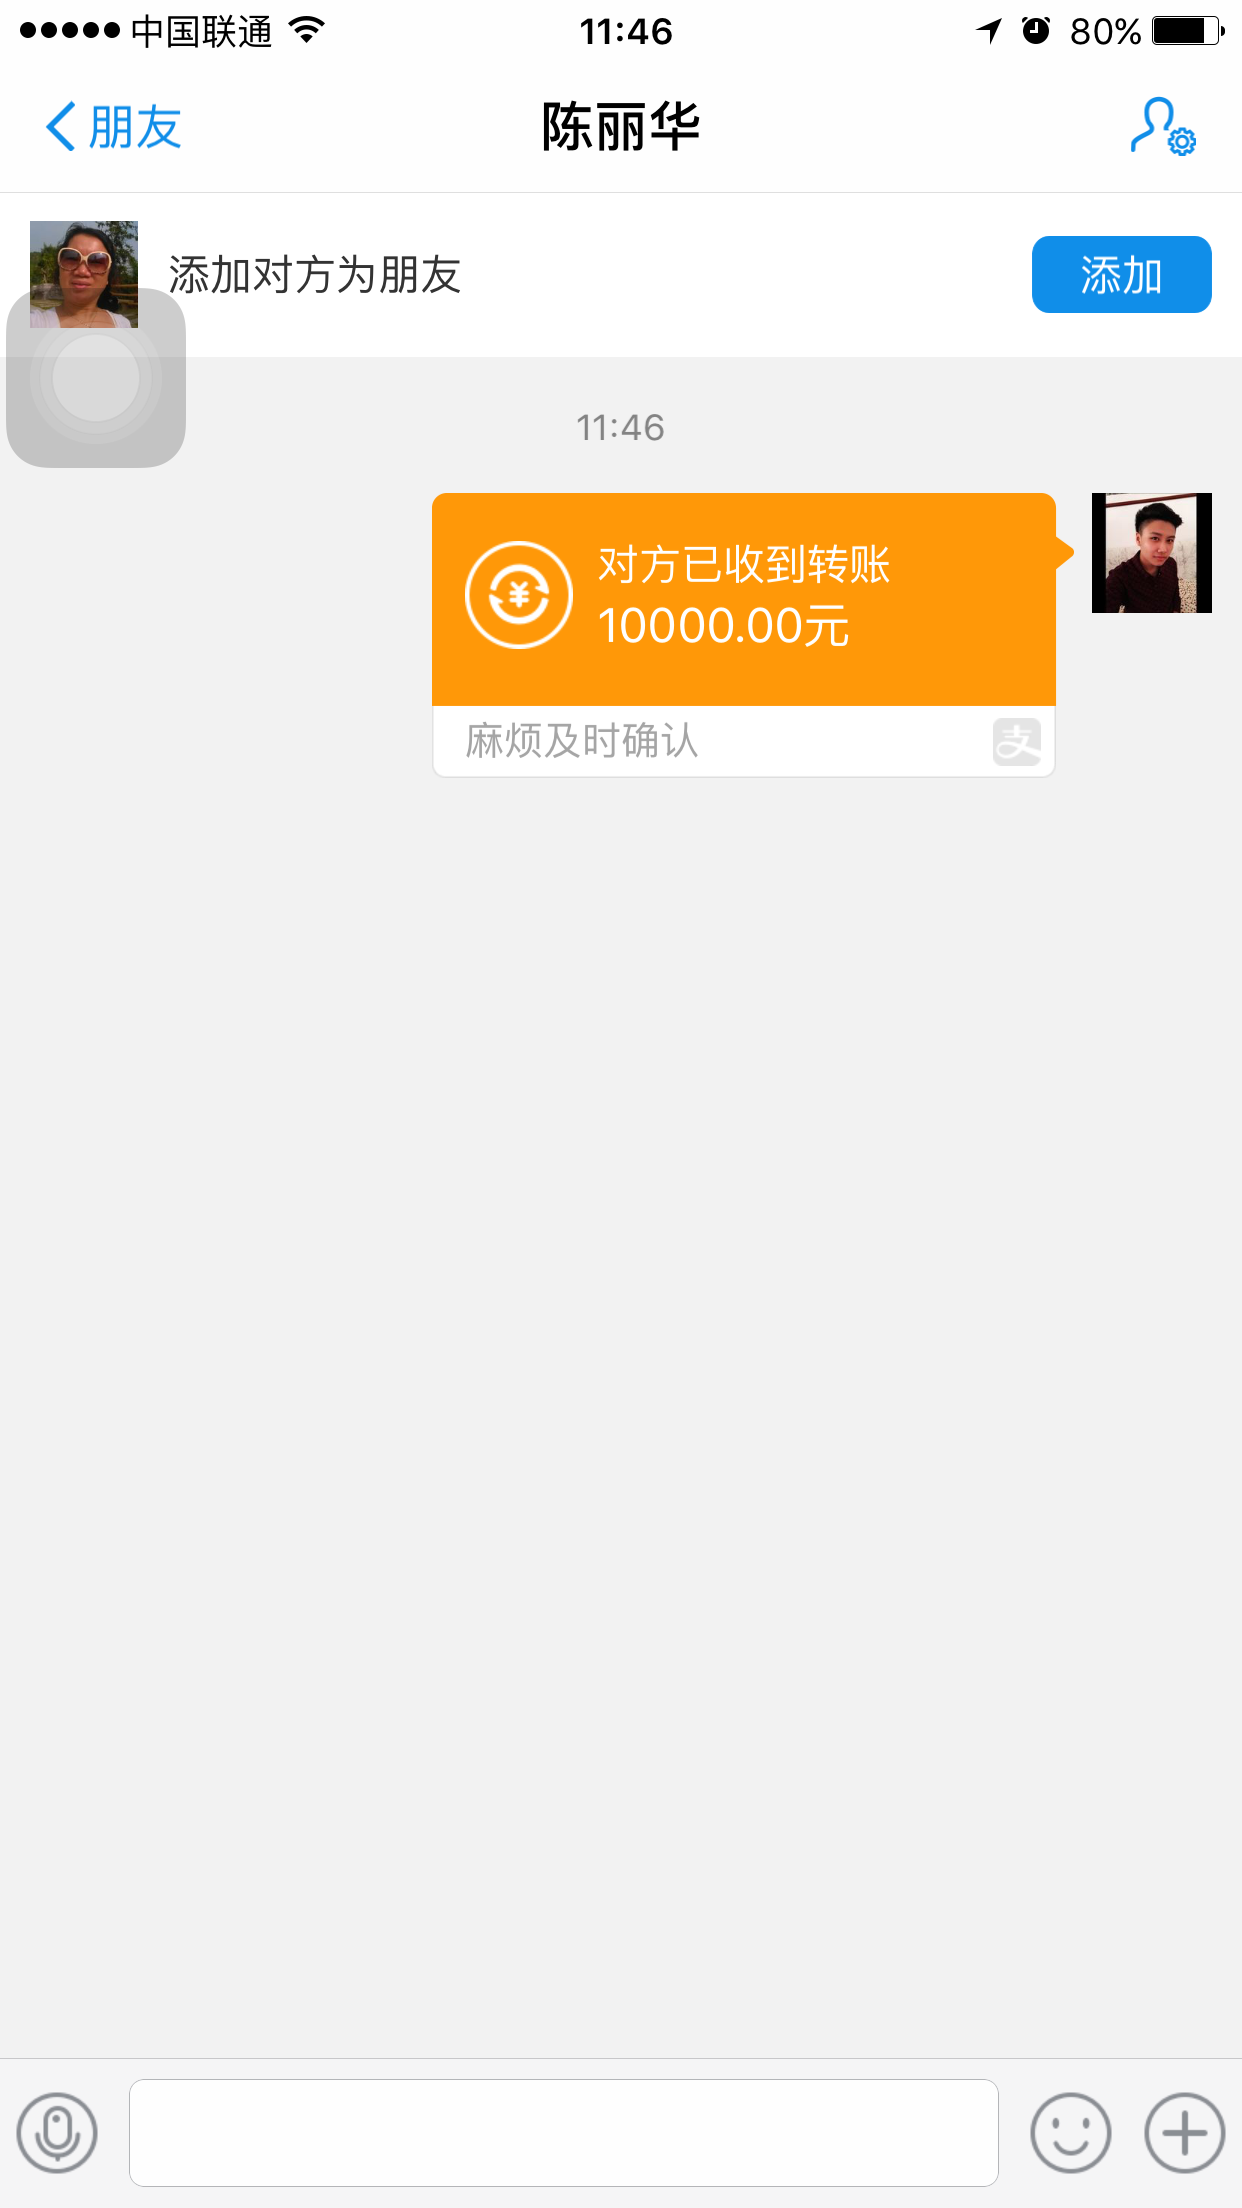 中国联通 11:46 80%
朋友 陈丽华
添加对方为朋友 添加
11:46
对方已收到转账
10000.00元
麻烦及时确认 支